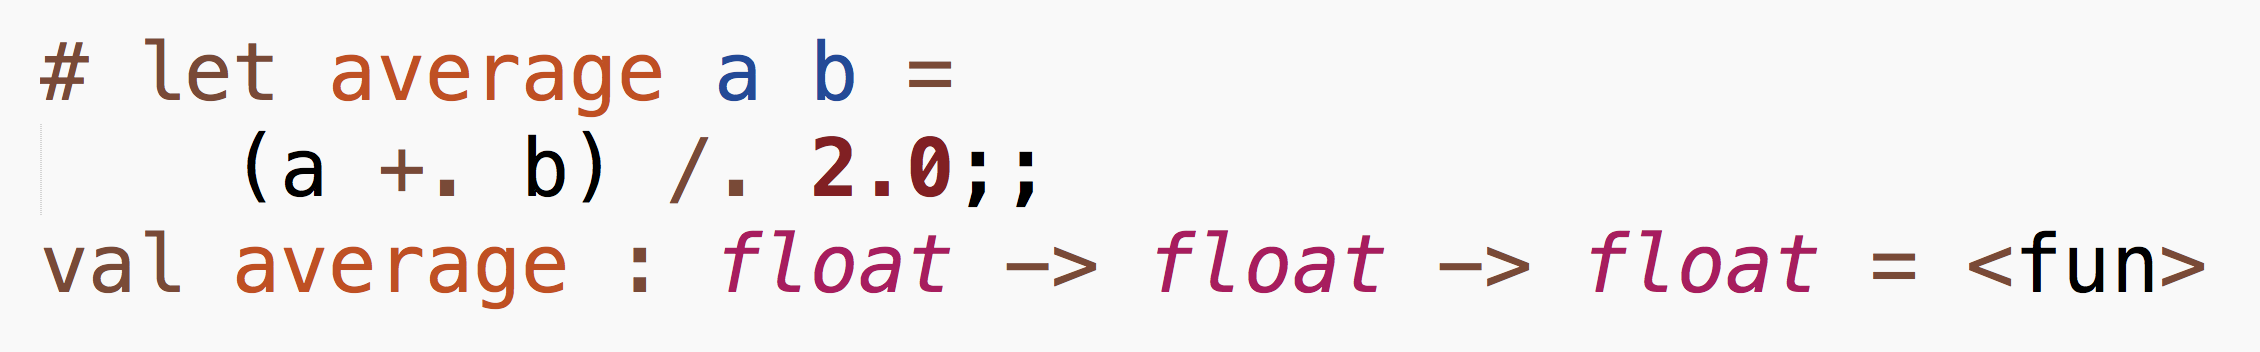 # let average a b =
    (a +. b) /. 2.0;;
val average : float -> float -> float = <fun>